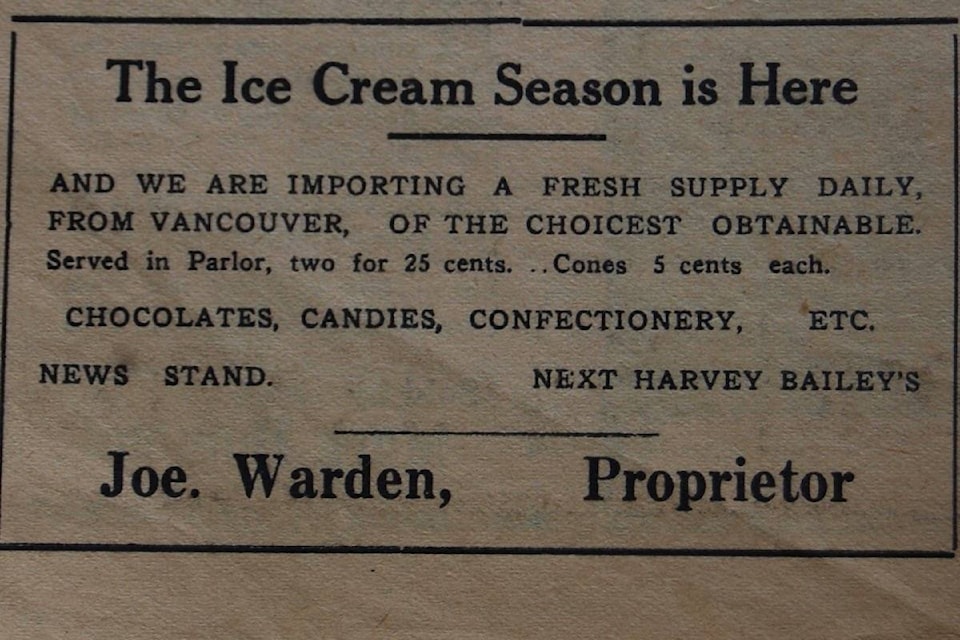 The Ice Cream Season is Here
AND WE ARE IMPORTING A FRESH SUPPLY DAILY,
FROM VANCOUVER, OF THE CHOICEST OBTAINABLE.
Served in Parlor, two for 25 cents. ..Cones 5 cents each.
CHOCOLATES, CANDIES, CONFECTIONERY, ETC.
NEWS STAND. NEXT HARVEY BAILEY'S
Joe. Warden, Proprietor